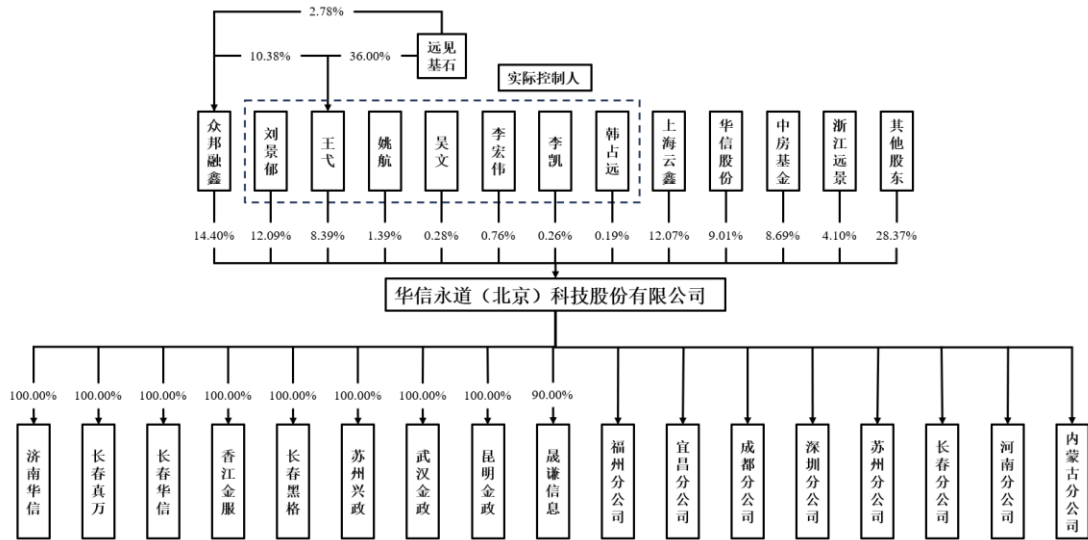 2.78%
远见
基石
10.38%
36.00%
实际控制人
众邦融鑫
刘景郁
王弋
姚航
吴文
李宏伟
李凯
韩占远
上海云鑫
华信股份
中房基金
浙江远景
其他股东
14.40%
12.09%
8.39%
1.39%
0.28%
0.76%
0.26%
0.19%
12.07%
9.01%
8.69%
4.10%
28.37%
华信永道（北京）科技股份有限公司
100.00%
100.00%
100.00%
100.00%
100.00%
100.00%
100.00%
100.00%
90.00%
济南华信
长春真万
长春华信
香江金服
长春黑格
苏州兴政
武汉金政
昆明金政
晟谦信息
福州分公司
宜昌分公司
成都分公司
深圳分公司
苏州分公司
长春分公司
河南分公司
内蒙古分公司